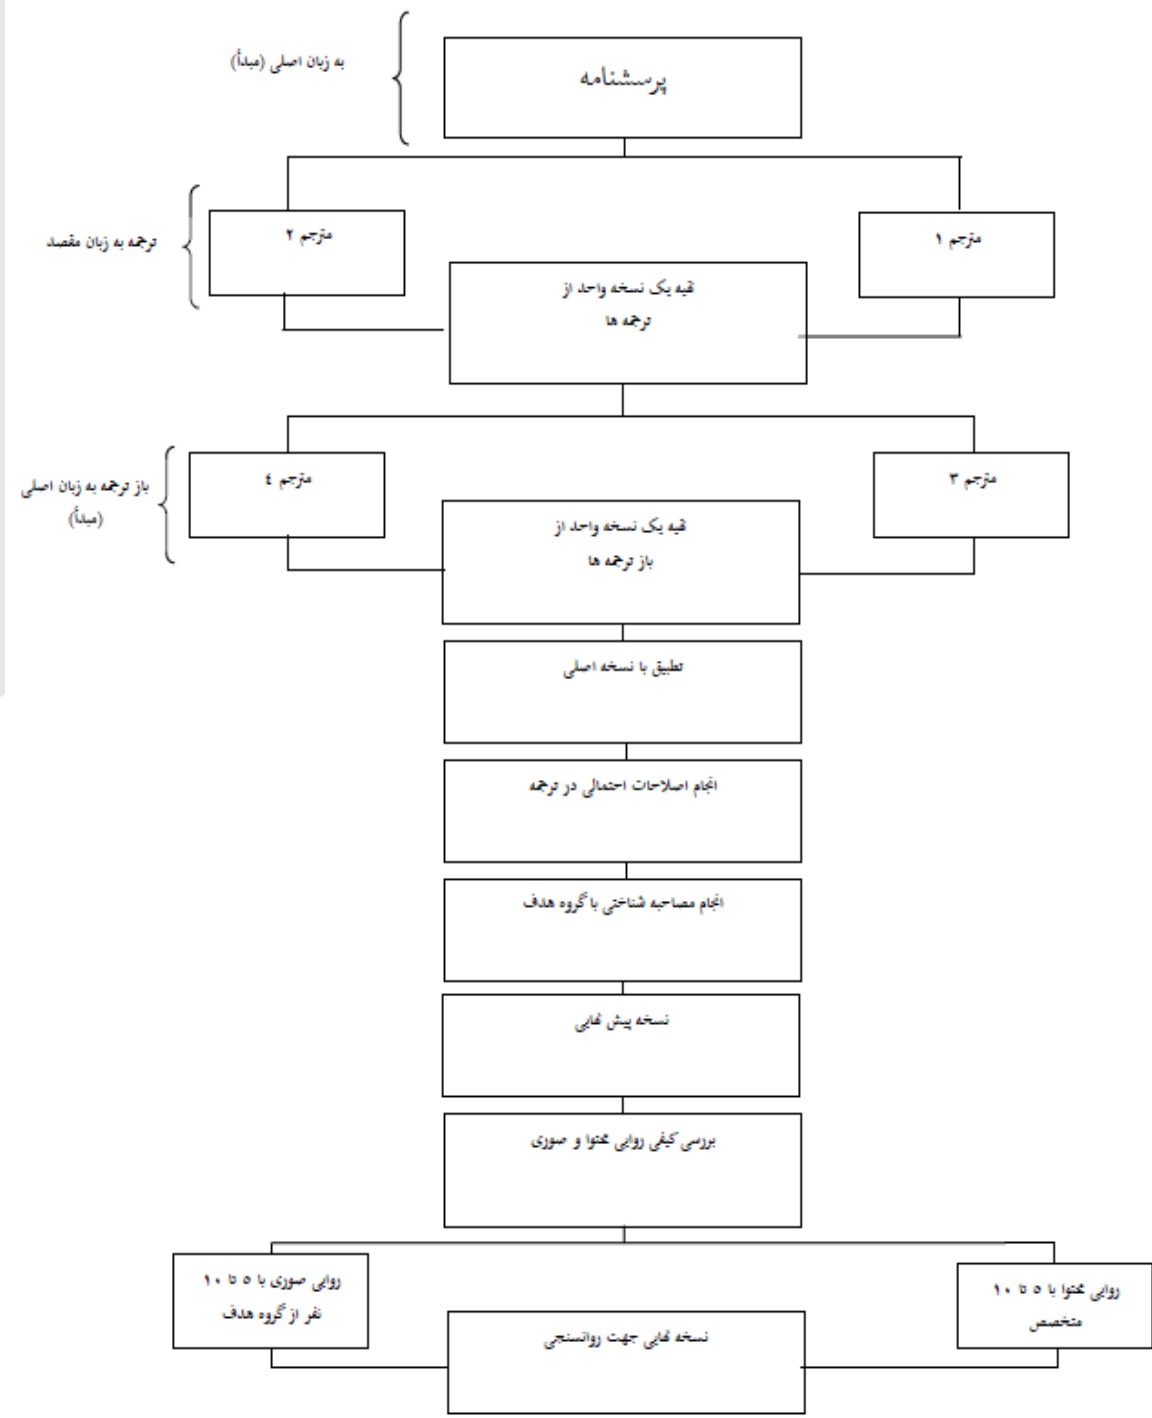 به زبان اصلی (مبدأ)
پرسشنامه
ترجمه به زبان مقصد
مترجم ۱
مترجم ۲
تهیه یک نسخه واحد از
ترجمه ها
باز ترجمه به زبان اصلی
(مبدأ)
مترجم ۳
مترجم ٤
تهیه یک نسخه واحد از
باز ترجمه ها
تطبیق با نسخه اصلی
انجام اصلاحات احتمالی در ترجمه
انجام مصاحبه شناختی با گروه هدف
نسخه پیش نهایی
بررسی کیفی روایی محتوا و صوری
روایی محتوا با ٥ تا ۱۰
متخصص
روایی صوری با ٥ تا ۱۰
نفر از گروه هدف
نسخه نهایی جهت روانسنجی